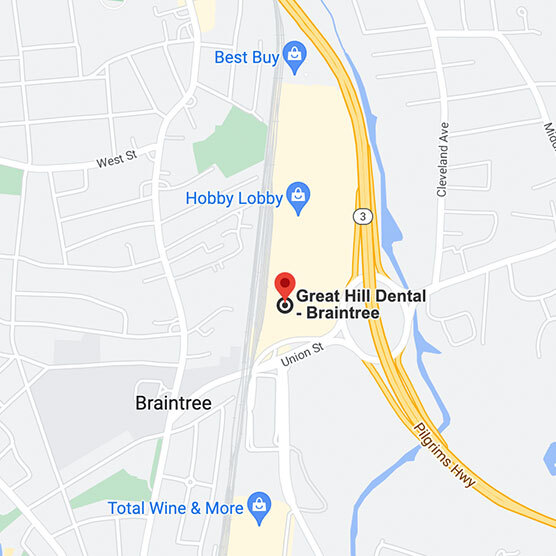 Best Buy
West St
Cleveland Ave
Hobby Lobby
3
Great Hill Dental
- Braintree
Union St
Braintree
Pilgrims Hwy
Total Wine & More